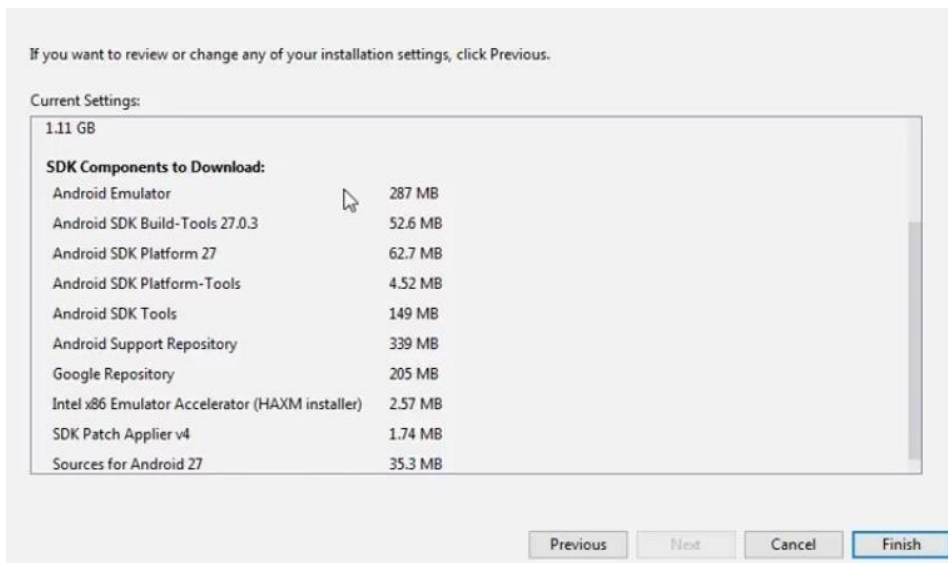 If you want to review or change any of your installation settings, click Previous.
Current Settings:
1.11 GB
SDK Components to Download:
Android Emulator 287 MB
Android SDK Build-Tools 27.0.3 52.6 MB
Android SDK Platform 27 62.7 MB
Android SDK Platform-Tools 4.52 MB
Android SDK Tools 149 MB
Android Support Repository 339 MB
Google Repository 205 MB
Intel x86 Emulator Accelerator (HAXM installer) 2.57 MB
SDK Patch Applier v4 1.74 MB
Sources for Android 27 35.3 MB
Previous Next Cancel Finish